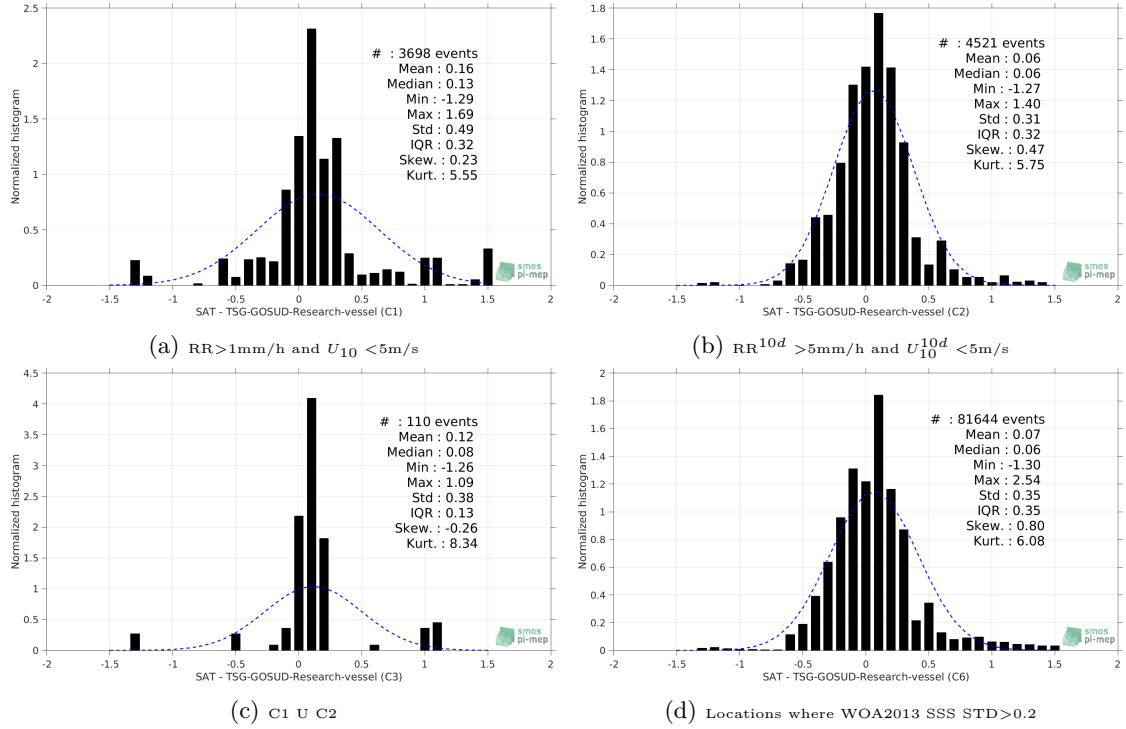 2.5
2
1.5
1
0.5
0
Normalized histogram
# : 3698 events
Mean : 0.16
Median : 0.13
Min : -1.29
Max : 1.69
Std : 0.49
IQR : 0.32
Skew. : 0.23
Kurt. : 5.55
smos
pi-mep
-2 -1.5 -1 -0.5 0 0.5 1 1.5 2
SAT - TSG-GOSUD-Research-vessel (C1)
(a) RR>1mm/h and U10 <5m/s
1.8
1.6
1.4
1.2
1
0.8
0.6
0.4
0.2
0
Normalized histogram
# : 4521 events
Mean : 0.06
Median : 0.06
Min : -1.27
Max : 1.40
Std : 0.31
IQR : 0.32
Skew. : 0.47
Kurt. : 5.75
smos
pi-mep
-2 -1.5 -1 -0.5 0 0.5 1 1.5 2
SAT - TSG-GOSUD-Research-vessel (C2)
(b) RR^10d >5mm/h and U10^10d <5m/s
4.5
4
3.5
3
2.5
2
1.5
1
0.5
0
Normalized histogram
# : 110 events
Mean : 0.12
Median : 0.08
Min : -1.26
Max : 1.09
Std : 0.38
IQR : 0.13
Skew. : -0.26
Kurt. : 8.34
smos
pi-mep
-2 -1.5 -1 -0.5 0 0.5 1 1.5 2
SAT - TSG-GOSUD-Research-vessel (C3)
(c) C1 U C2
2
1.8
1.6
1.4
1.2
1
0.8
0.6
0.4
0.2
0
Normalized histogram
# : 81644 events
Mean : 0.07
Median : 0.06
Min : -1.30
Max : 2.54
Std : 0.35
IQR : 0.35
Skew. : 0.80
Kurt. : 6.08
smos
pi-mep
-2 -1.5 -1 -0.5 0 0.5 1 1.5 2
SAT - TSG-GOSUD-Research-vessel (C6)
(d) Locations where WOA2013 SSS STD>0.2